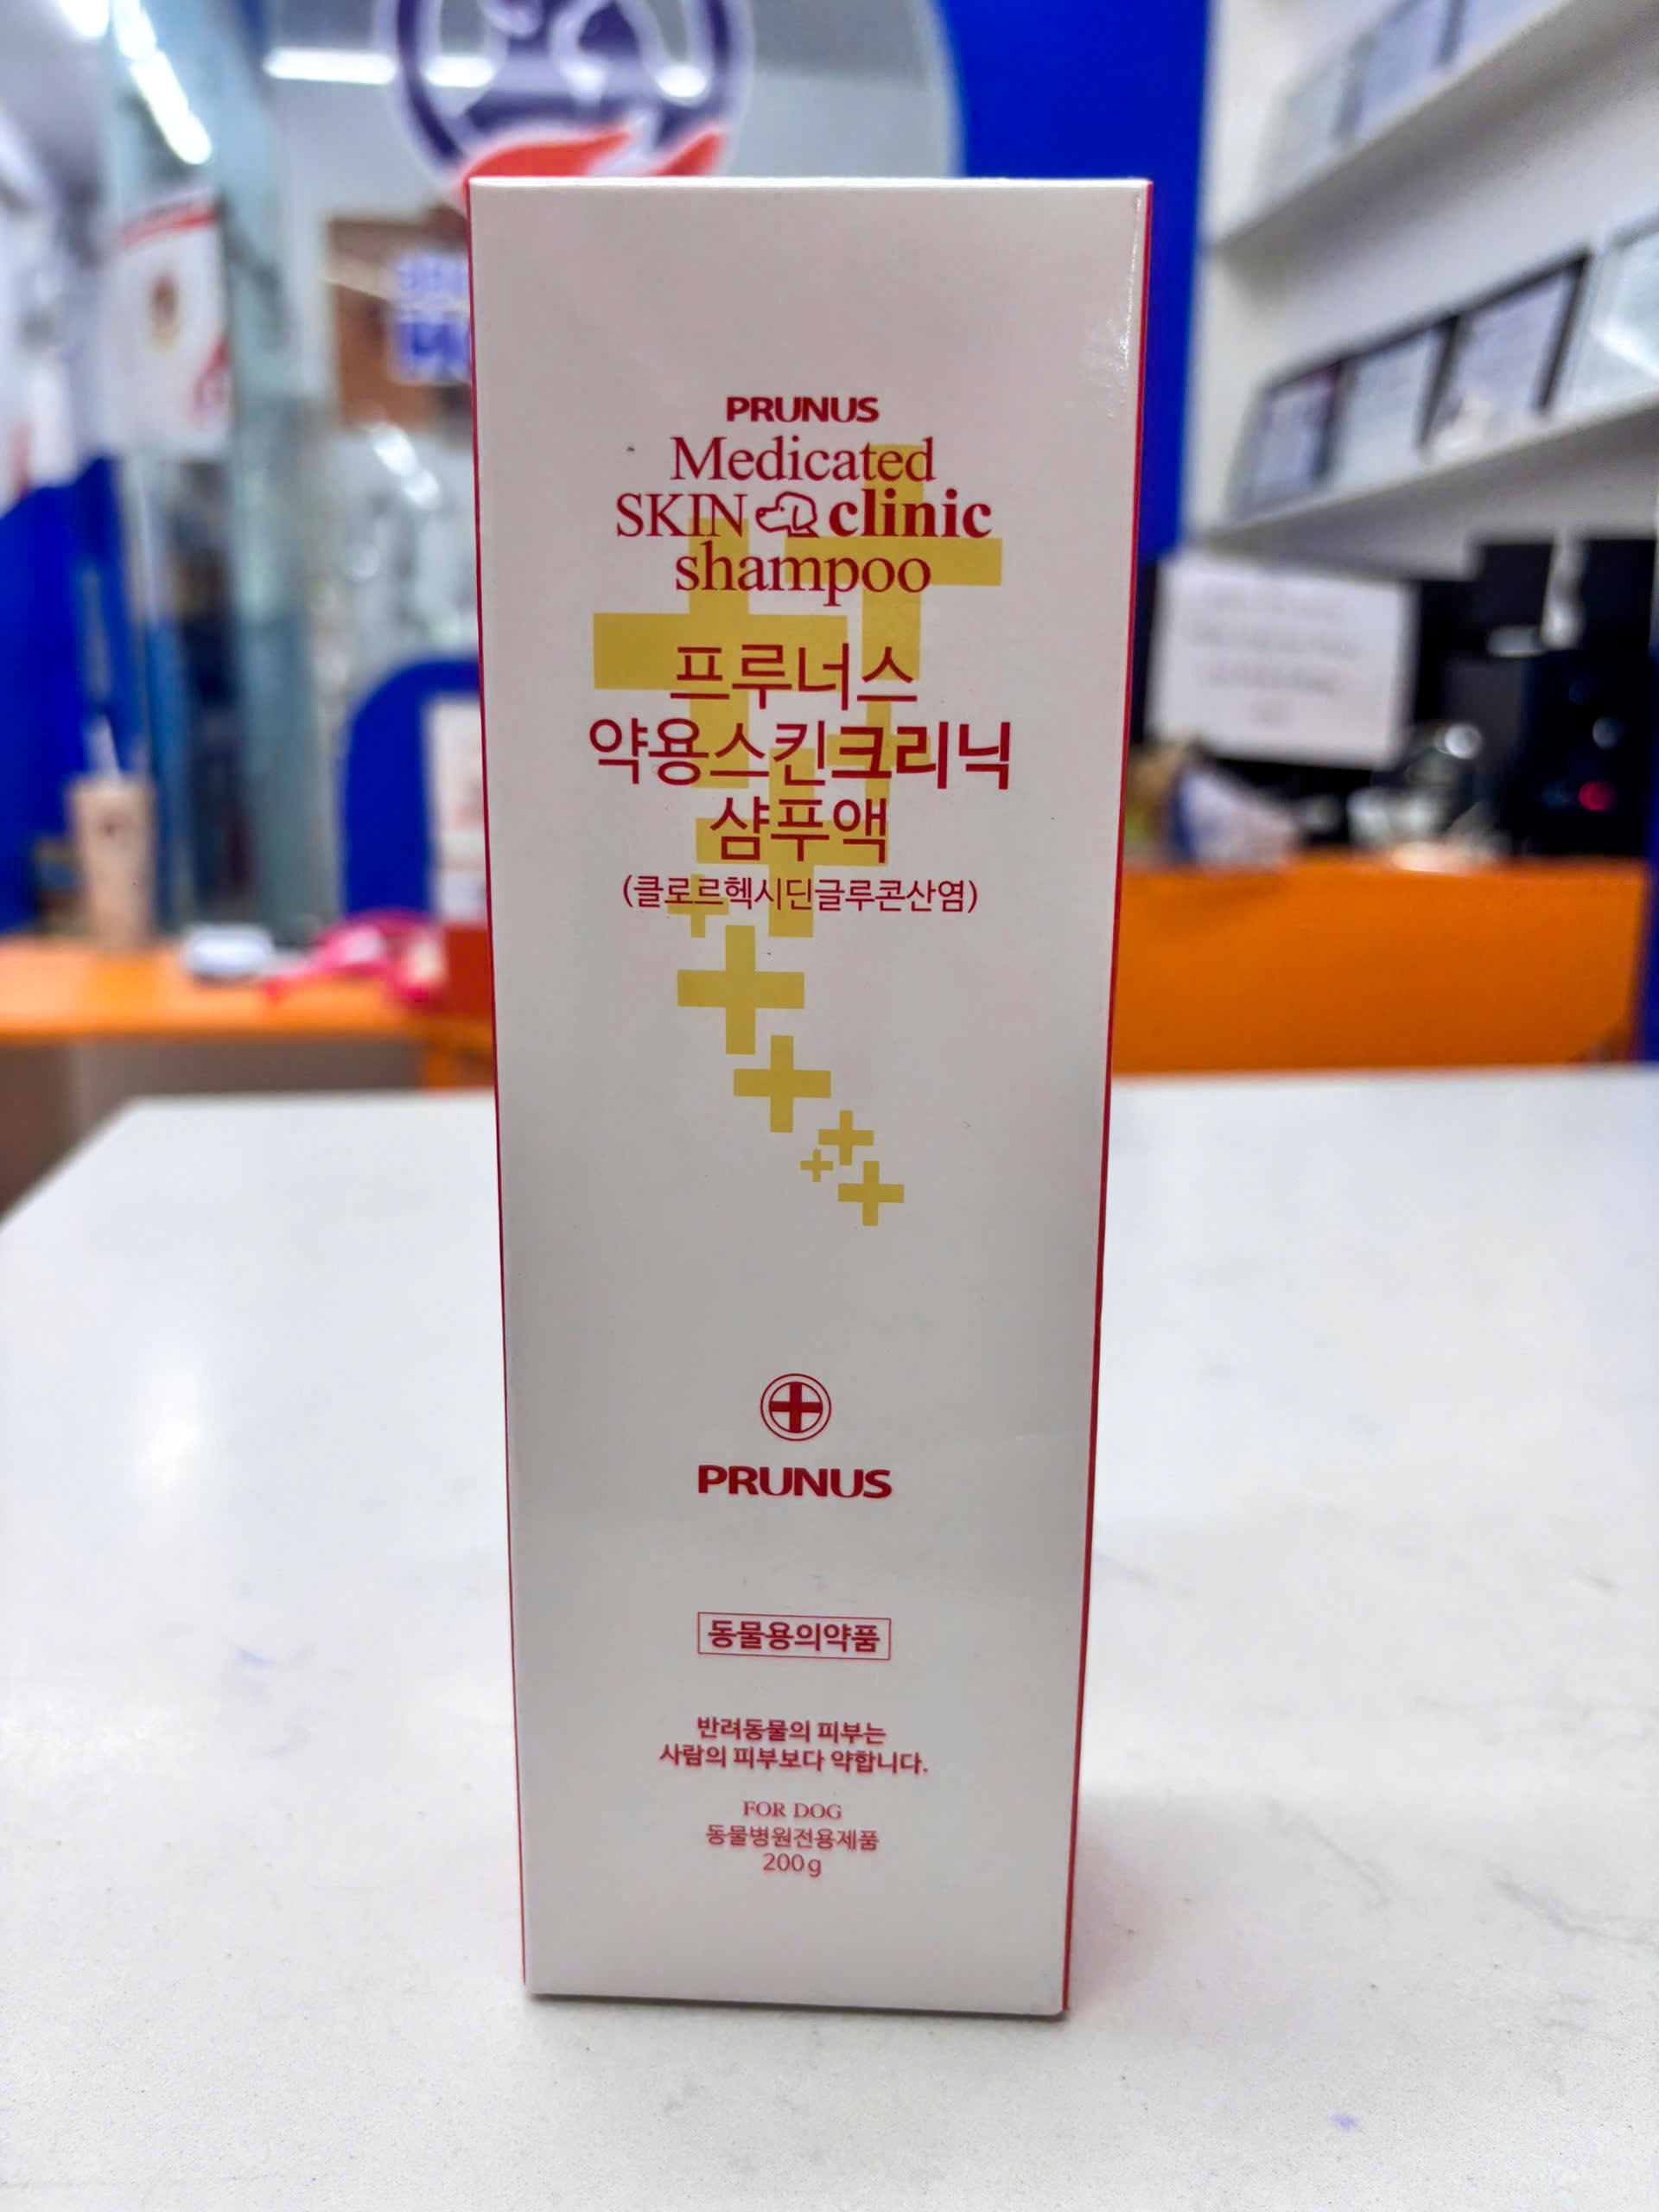 PRUNUS
Medicated
SKIN clinic
shampoo
프루너스
약용스킨크리닉
샴푸액
(클로르헥시딘글루콘산염)
PRUNUS
동물용의약품
반려동물의 피부는
사람의 피부보다 약합니다.
FOR DOG
동물병원전용제품
200g